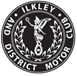 ILKLEY
AND DISTRICT MOTOR CLUB